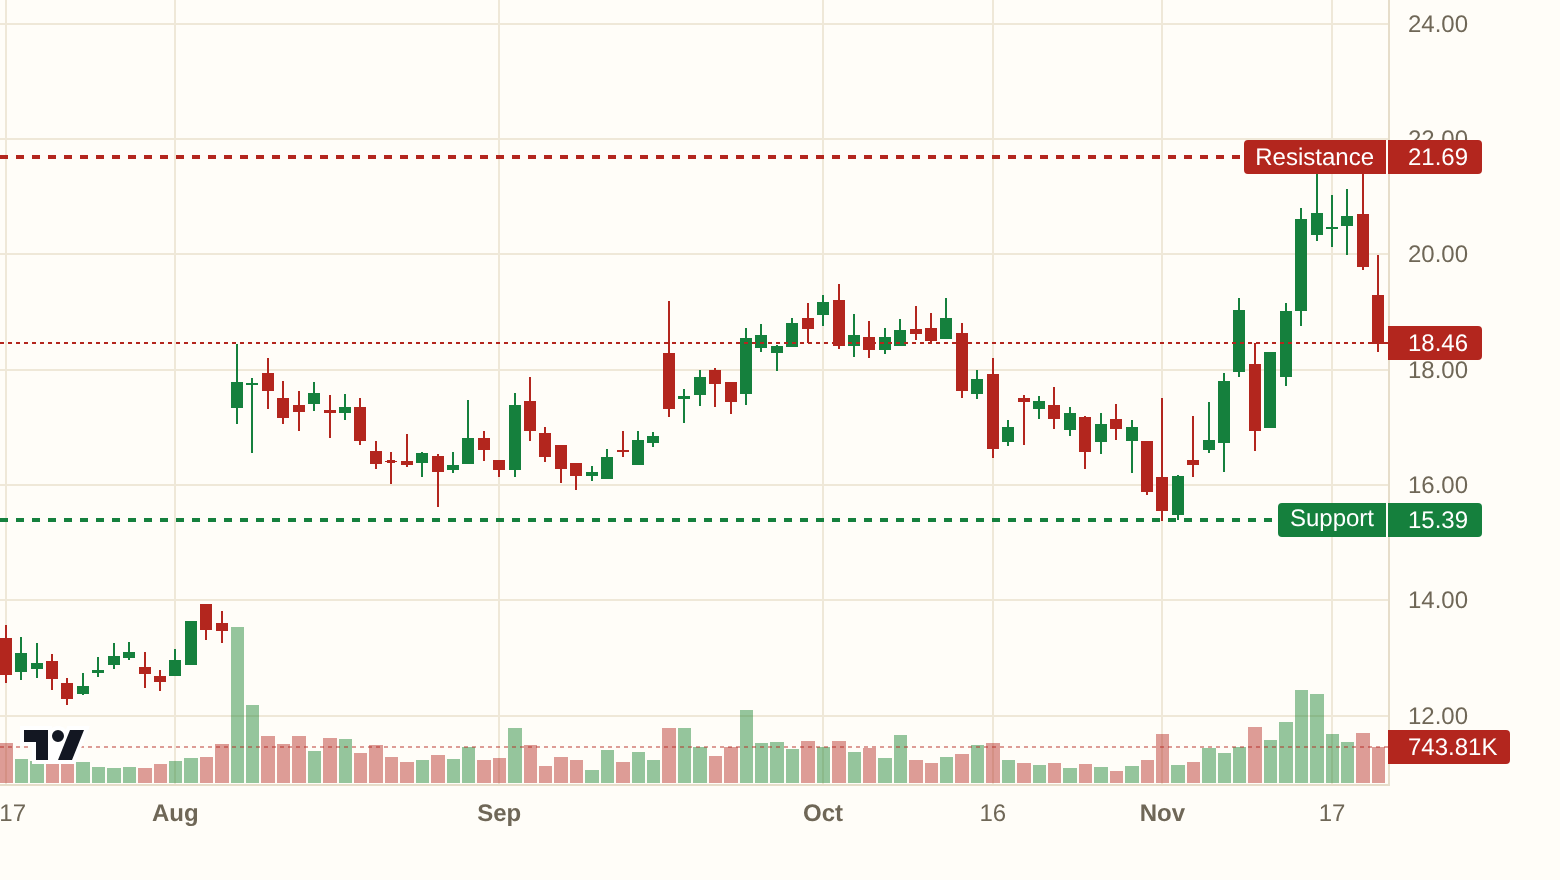 24.00
22.00
Resistance 21.69
20.00
18.46
18.00
16.00
Support 15.39
14.00
12.00
743.81K
17 Aug Sep Oct 16 Nov 17